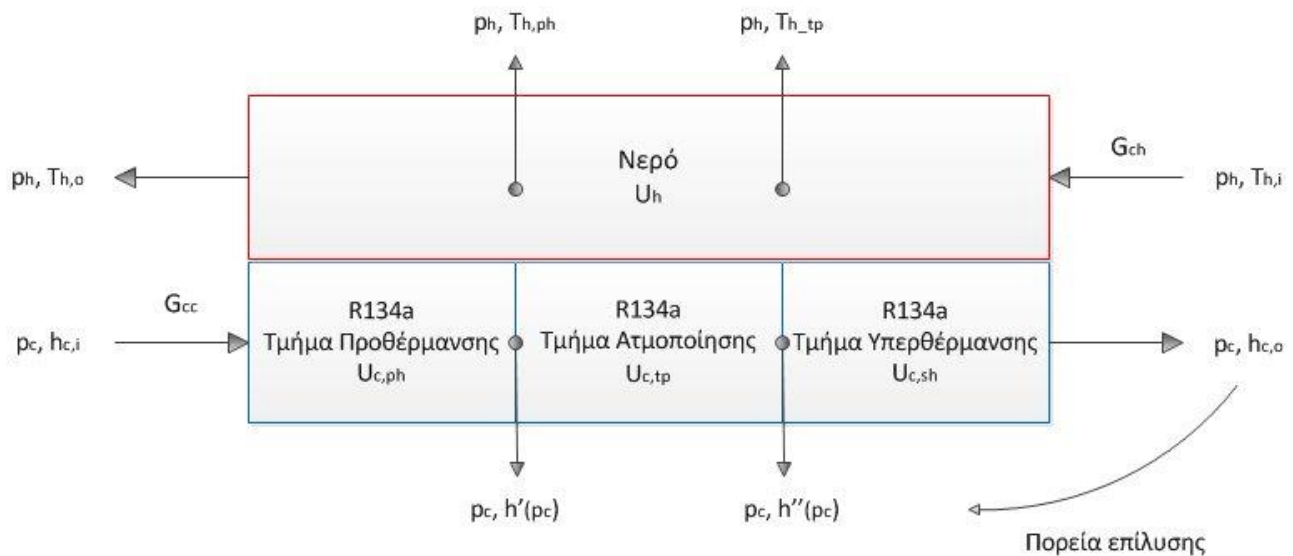 ph, Th,ph
ph, Th_tp
ph, Th,o
Νερό
Uh
Gch
ph, Th,i
Gcc
pc, hc,i
R134a
Τμήμα Προθέρμανσης
Uc,ph
R134a
Τμήμα Ατμοποίησης
Uc,tp
R134a
Τμήμα Υπερθέρμανσης
Uc,sh
pc, hc,o
pc, h'(pc)
pc, h''(pc)
Πορεία επίλυσης